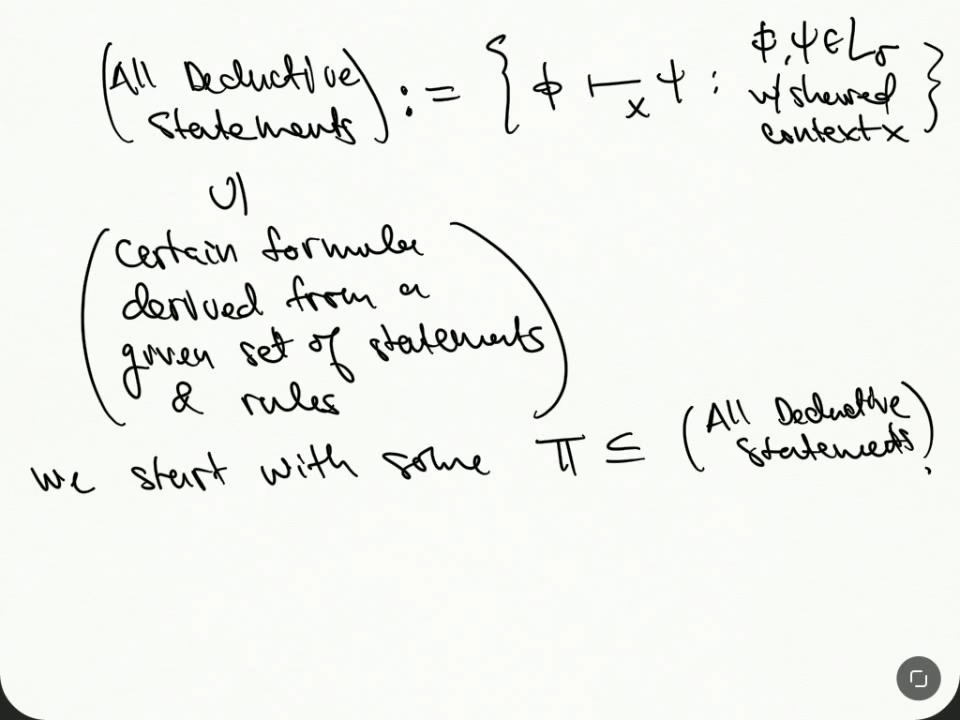 (All Deductive Statements) := { ϕ ⊢ₓ ψ : ϕ,ψ ∈ L_σ w/ shared context x }
∪|
(certain formulae
derived from a
given set of statements
& rules)
we start with some 𝕋 ⊆ (All Deductive Statements).